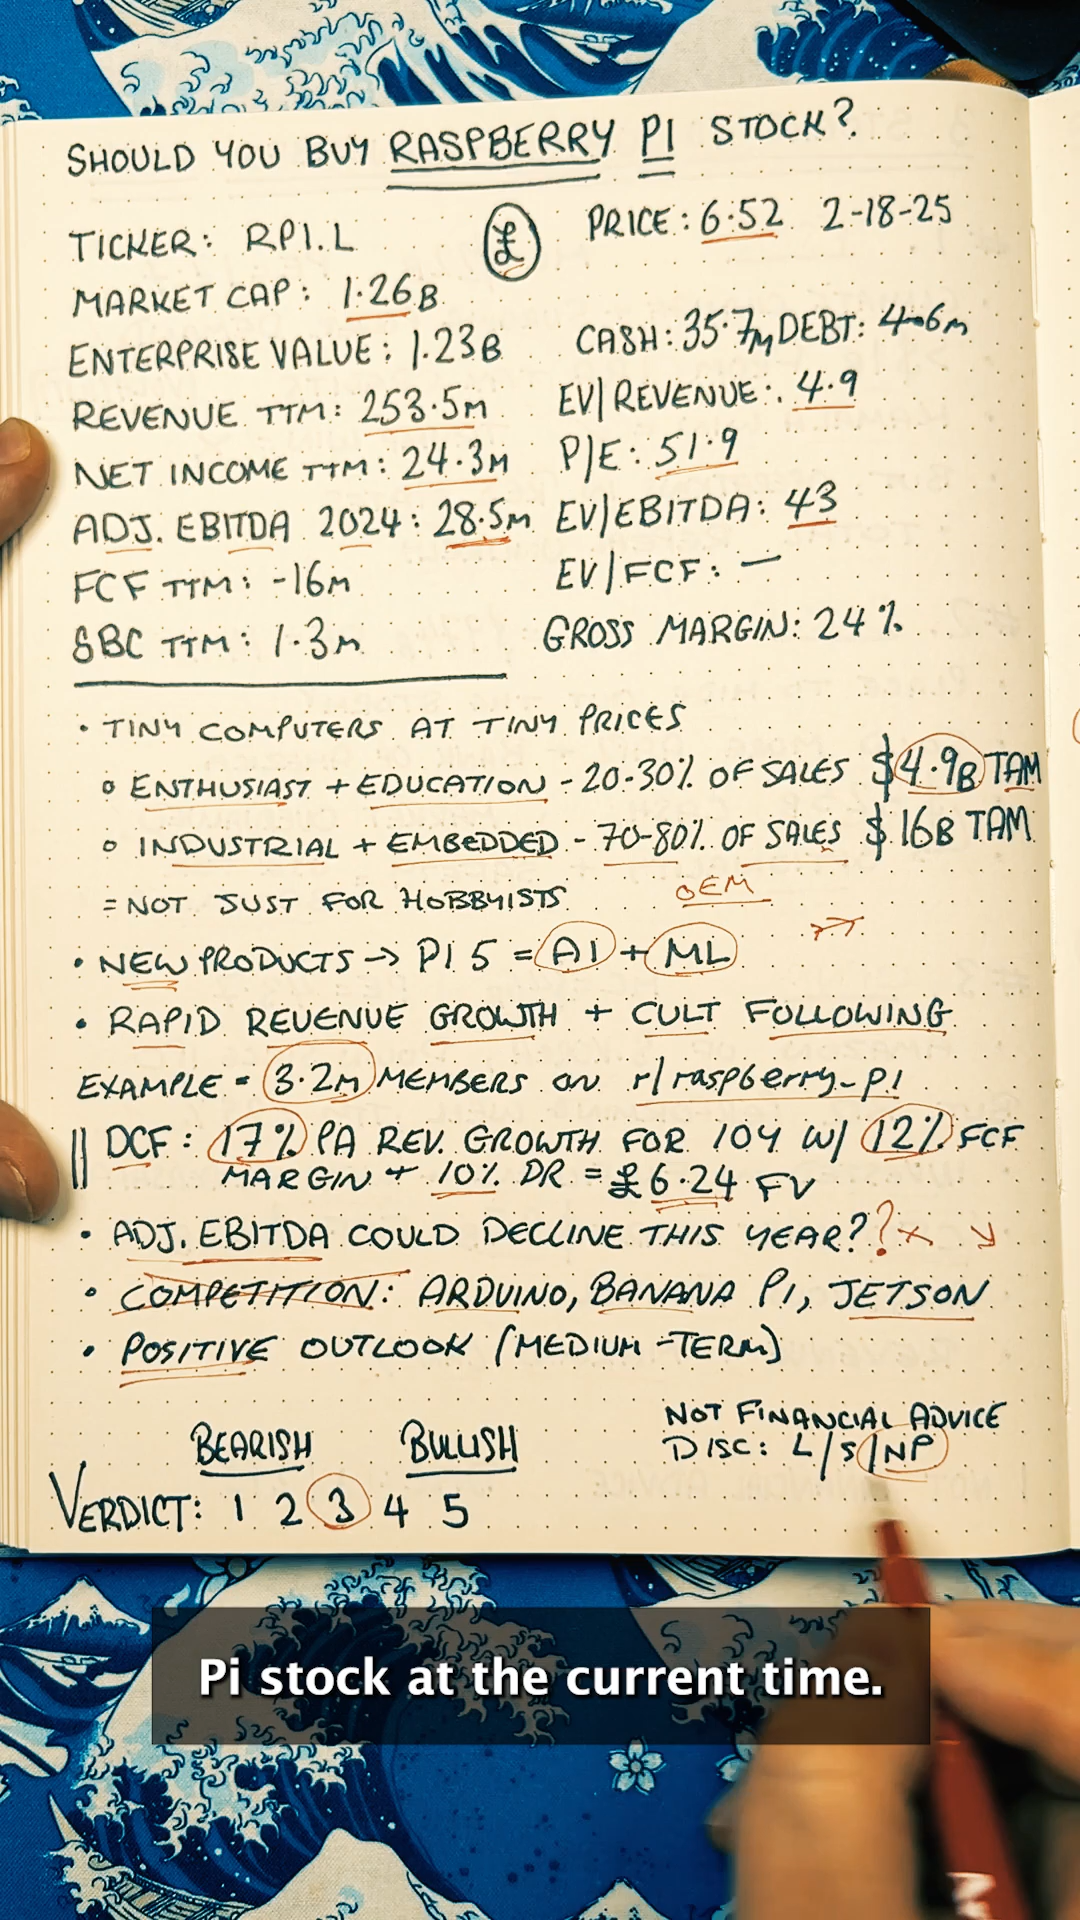 SHOULD YOU BUY RASPBERRY PI STOCK?
TICKER: RPI.L £ PRICE: 6.52 2-18-25
MARKET CAP: 1.26B
ENTERPRISE VALUE: 1.23B CASH: 35.7M DEBT: 4.6M
REVENUE TTM: 253.5M EV/REVENUE: 4.9
NET INCOME TTM: 24.3M P/E: 51.9
ADJ. EBITDA 2024: 28.5M EV/EBITDA: 43
FCF TTM: -16M EV/FCF: —
SBC TTM: 1.3M GROSS MARGIN: 24%
• TINY COMPUTERS AT TINY PRICES
○ ENTHUSIAST + EDUCATION - 20-30% OF SALES $4.9B TAM
○ INDUSTRIAL + EMBEDDED - 70-80% OF SALES $16B TAM
= NOT JUST FOR HOBBYISTS OEM
• NEW PRODUCTS → PI 5 = AI + ML
• RAPID REVENUE GROWTH + CULT FOLLOWING
EXAMPLE = 3.2M MEMBERS ON r/raspberry_pi
DCF: 17% PA REV. GROWTH FOR 10Y W/ 12% FCF
MARGIN + 10% DR = £6.24 FV
• ADJ. EBITDA COULD DECLINE THIS YEAR??
• COMPETITION: ARDUINO, BANANA PI, JETSON
• POSITIVE OUTLOOK (MEDIUM-TERM)
BEARISH BULLISH
VERDICT: 1 2 3 4 5
NOT FINANCIAL ADVICE
DISC: L/S/NP
Pi stock at the current time.